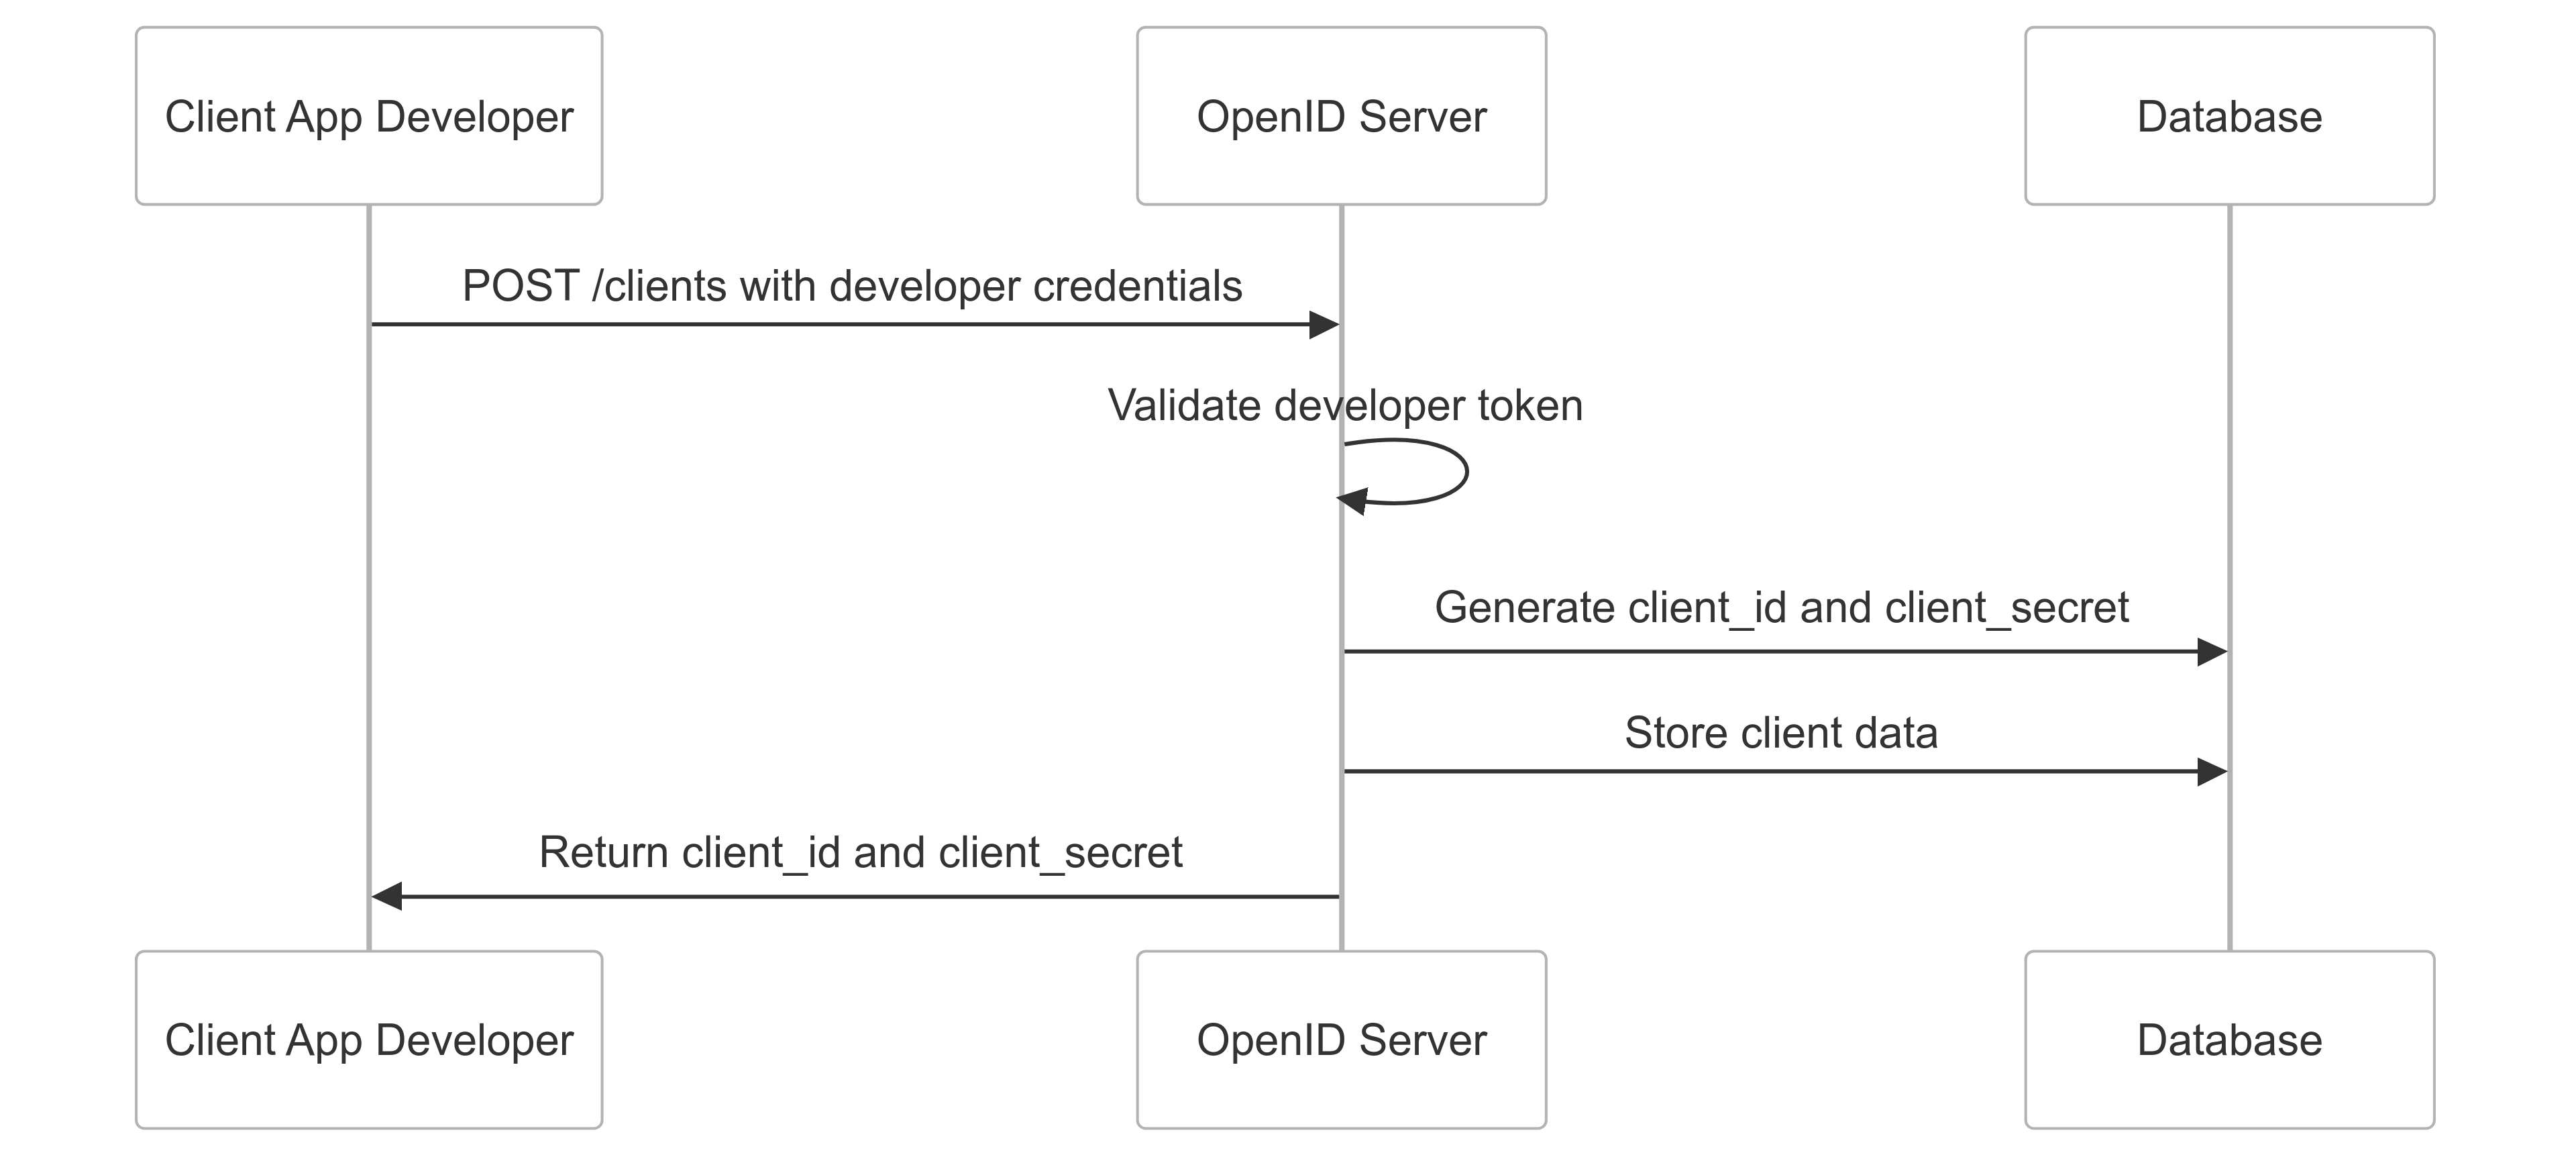 Client App Developer
OpenID Server
Database
POST /clients with developer credentials
Validate developer token
Generate client_id and client_secret
Store client data
Return client_id and client_secret
Client App Developer
OpenID Server
Database